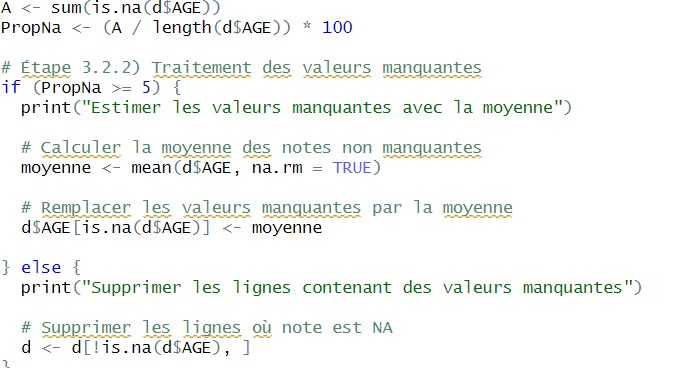 A <- sum(is.na(d$AGE))
PropNa <- (A / length(d$AGE)) * 100
# Étape 3.2.2) Traitement des valeurs manquantes
if (PropNa >= 5) {
print("Estimer les valeurs manquantes avec la moyenne")
# Calculer la moyenne des notes non manquantes
moyenne <- mean(d$AGE, na.rm = TRUE)
# Remplacer les valeurs manquantes par la moyenne
d$AGE[is.na(d$AGE)] <- moyenne
} else {
print("Supprimer les lignes contenant des valeurs manquantes")
# Supprimer les lignes où note est NA
d <- d[!is.na(d$AGE), ]
}